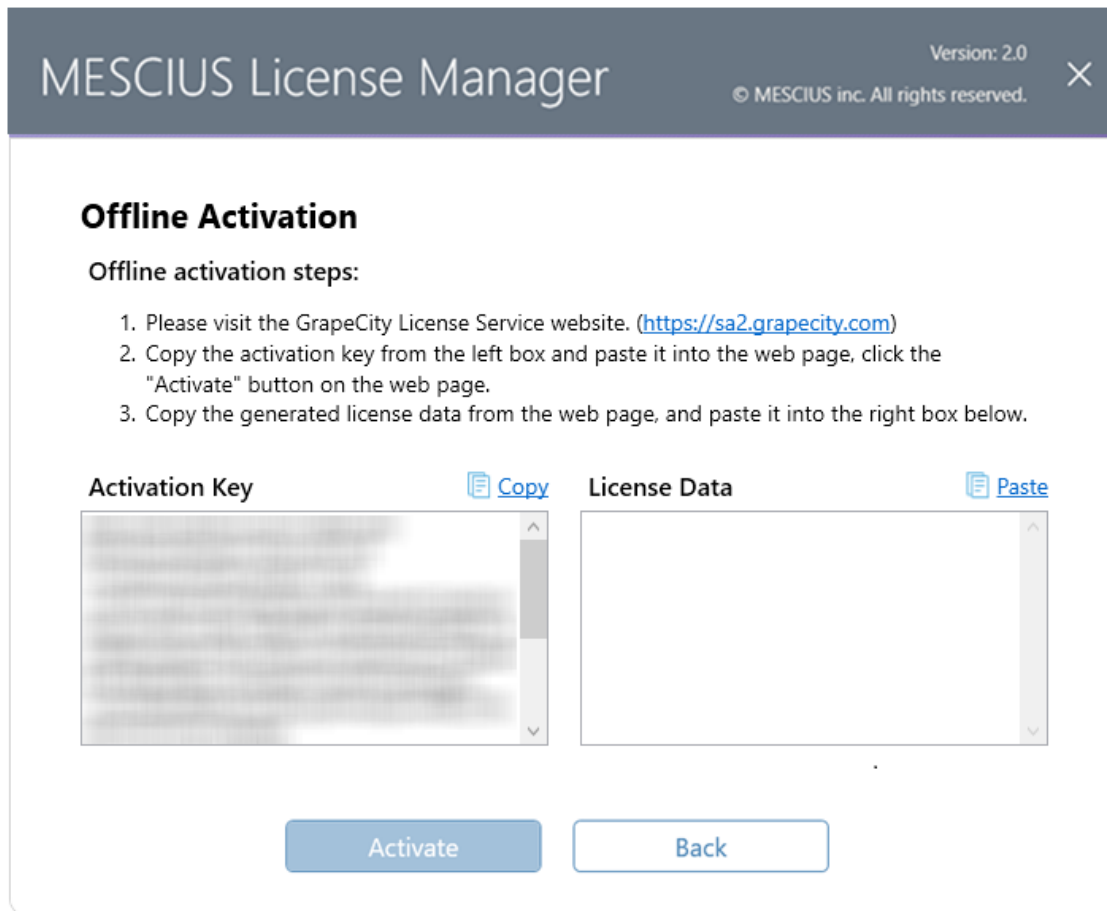 MESCIUS License Manager
Version: 2.0
© MESCIUS inc. All rights reserved.
Offline Activation
Offline activation steps:
1. Please visit the GrapeCity License Service website. (https://sa2.grapecity.com)
2. Copy the activation key from the left box and paste it into the web page, click the
"Activate" button on the web page.
3. Copy the generated license data from the web page, and paste it into the right box below.
Activation Key
Copy
License Data
Paste
.
Activate
Back